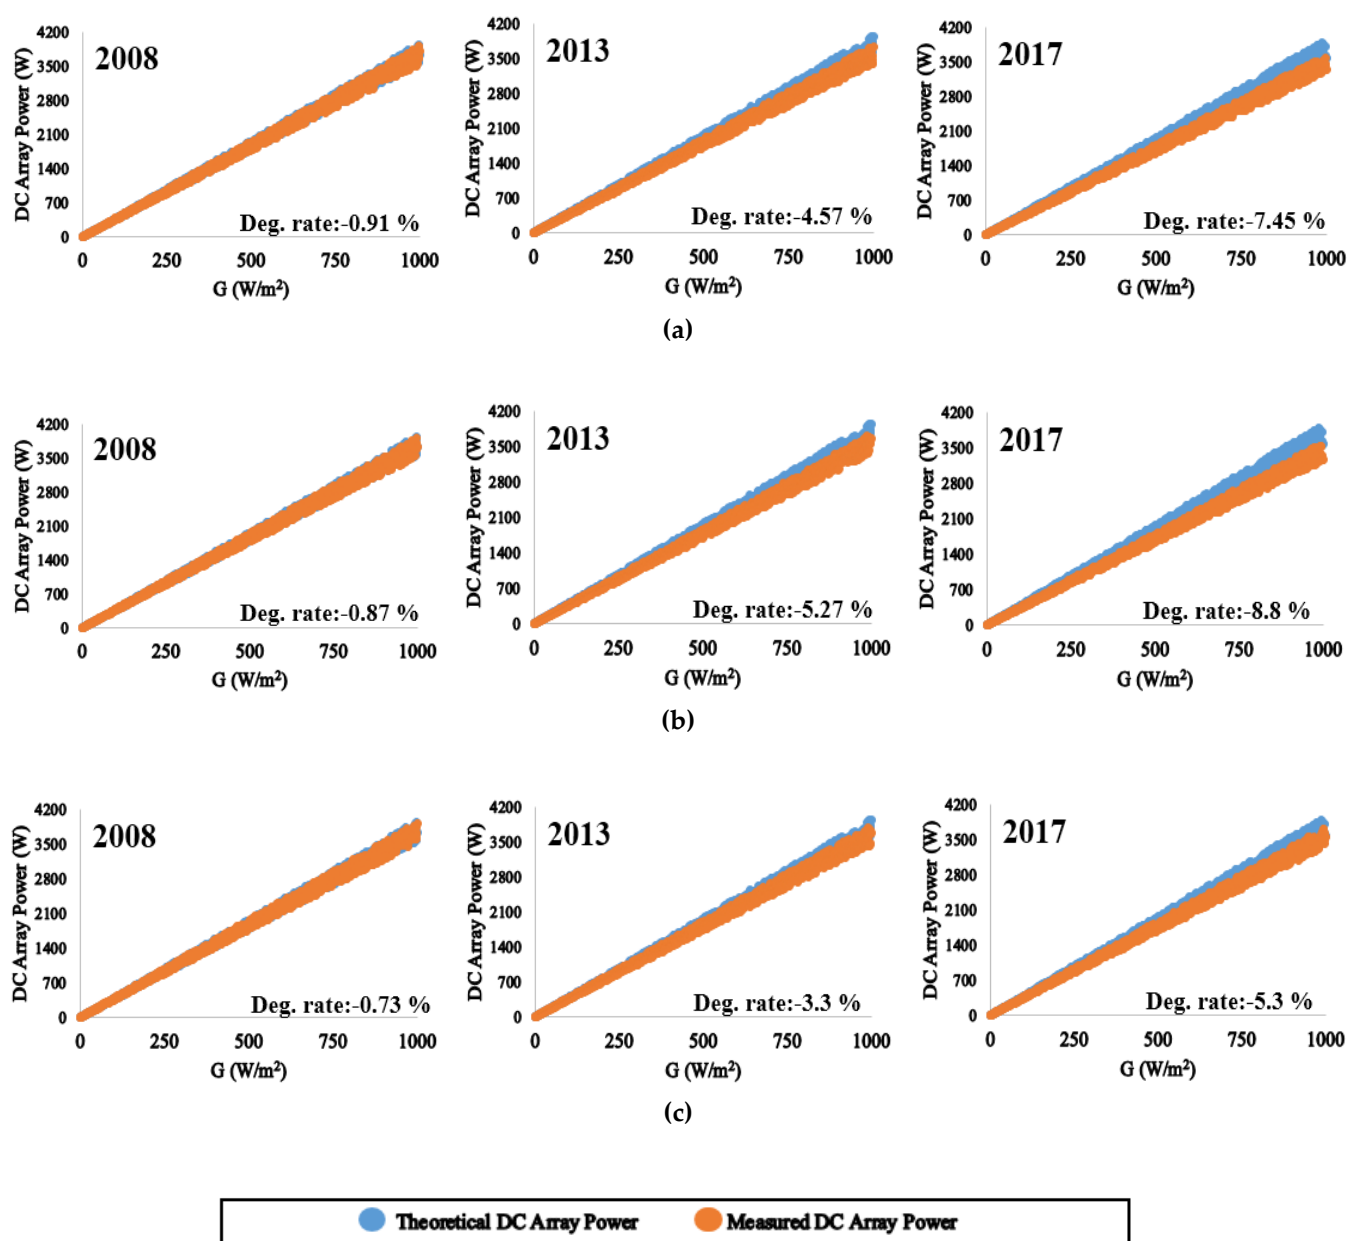 2008
DC Array Power (W)
4200
3500
2800
2100
1400
700
0
Deg. rate:-0.91 %
0 250 500 750 1000
G (W/m²)
2013
DC Array Power (W)
4200
3500
2800
2100
1400
700
0
Deg. rate:-4.57 %
0 250 500 750 1000
G (W/m²)
2017
DC Array Power (W)
4200
3500
2800
2100
1400
700
0
Deg. rate:-7.45 %
0 250 500 750 1000
G (W/m²)
(a)
2008
DC Array Power (W)
4200
3500
2800
2100
1400
700
0
Deg. rate:-0.87 %
0 250 500 750 1000
G (W/m²)
2013
DC Array Power (W)
4200
3500
2800
2100
1400
700
0
Deg. rate:-5.27 %
0 250 500 750 1000
G (W/m²)
2017
DC Array Power (W)
4200
3500
2800
2100
1400
700
0
Deg. rate:-8.8 %
0 250 500 750 1000
G (W/m²)
(b)
2008
DC Array Power (W)
4200
3500
2800
2100
1400
700
0
Deg. rate:-0.73 %
0 250 500 750 1000
G (W/m²)
2013
DC Array Power (W)
4200
3500
2800
2100
1400
700
0
Deg. rate:-3.3 %
0 250 500 750 1000
G (W/m²)
2017
DC Array Power (W)
4200
3500
2800
2100
1400
700
0
Deg. rate:-5.3 %
0 250 500 750 1000
G (W/m²)
(c)
Theoretical DC Array Power Measured DC Array Power